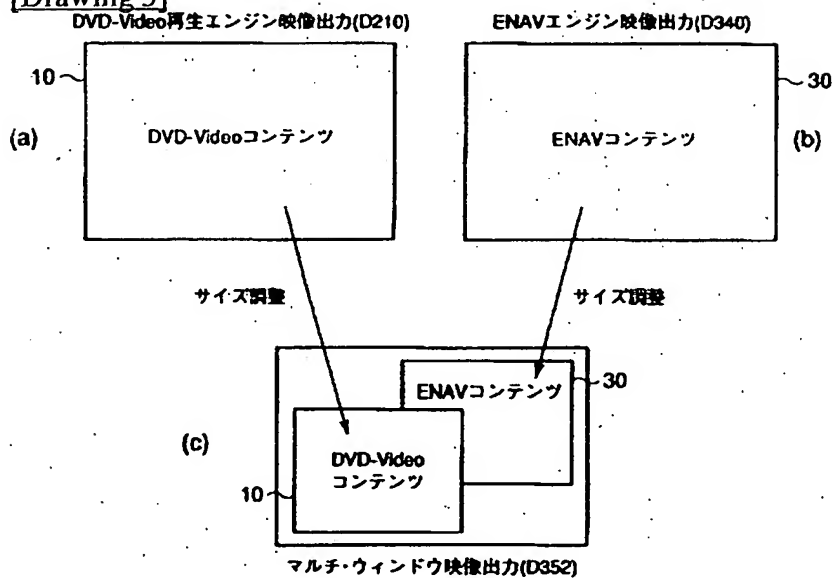 [Drawing 3]
DVD-Video再生エンジン映像出力(D210)
ENAVエンジン映像出力(D340)
10
30
(a)
DVD-Videoコンテンツ
ENAVコンテンツ
(b)
サイズ調整
サイズ調整
ENAVコンテンツ
30
(c)
DVD-Video
コンテンツ
10
マルチ・ウィンドウ映像出力(D352)